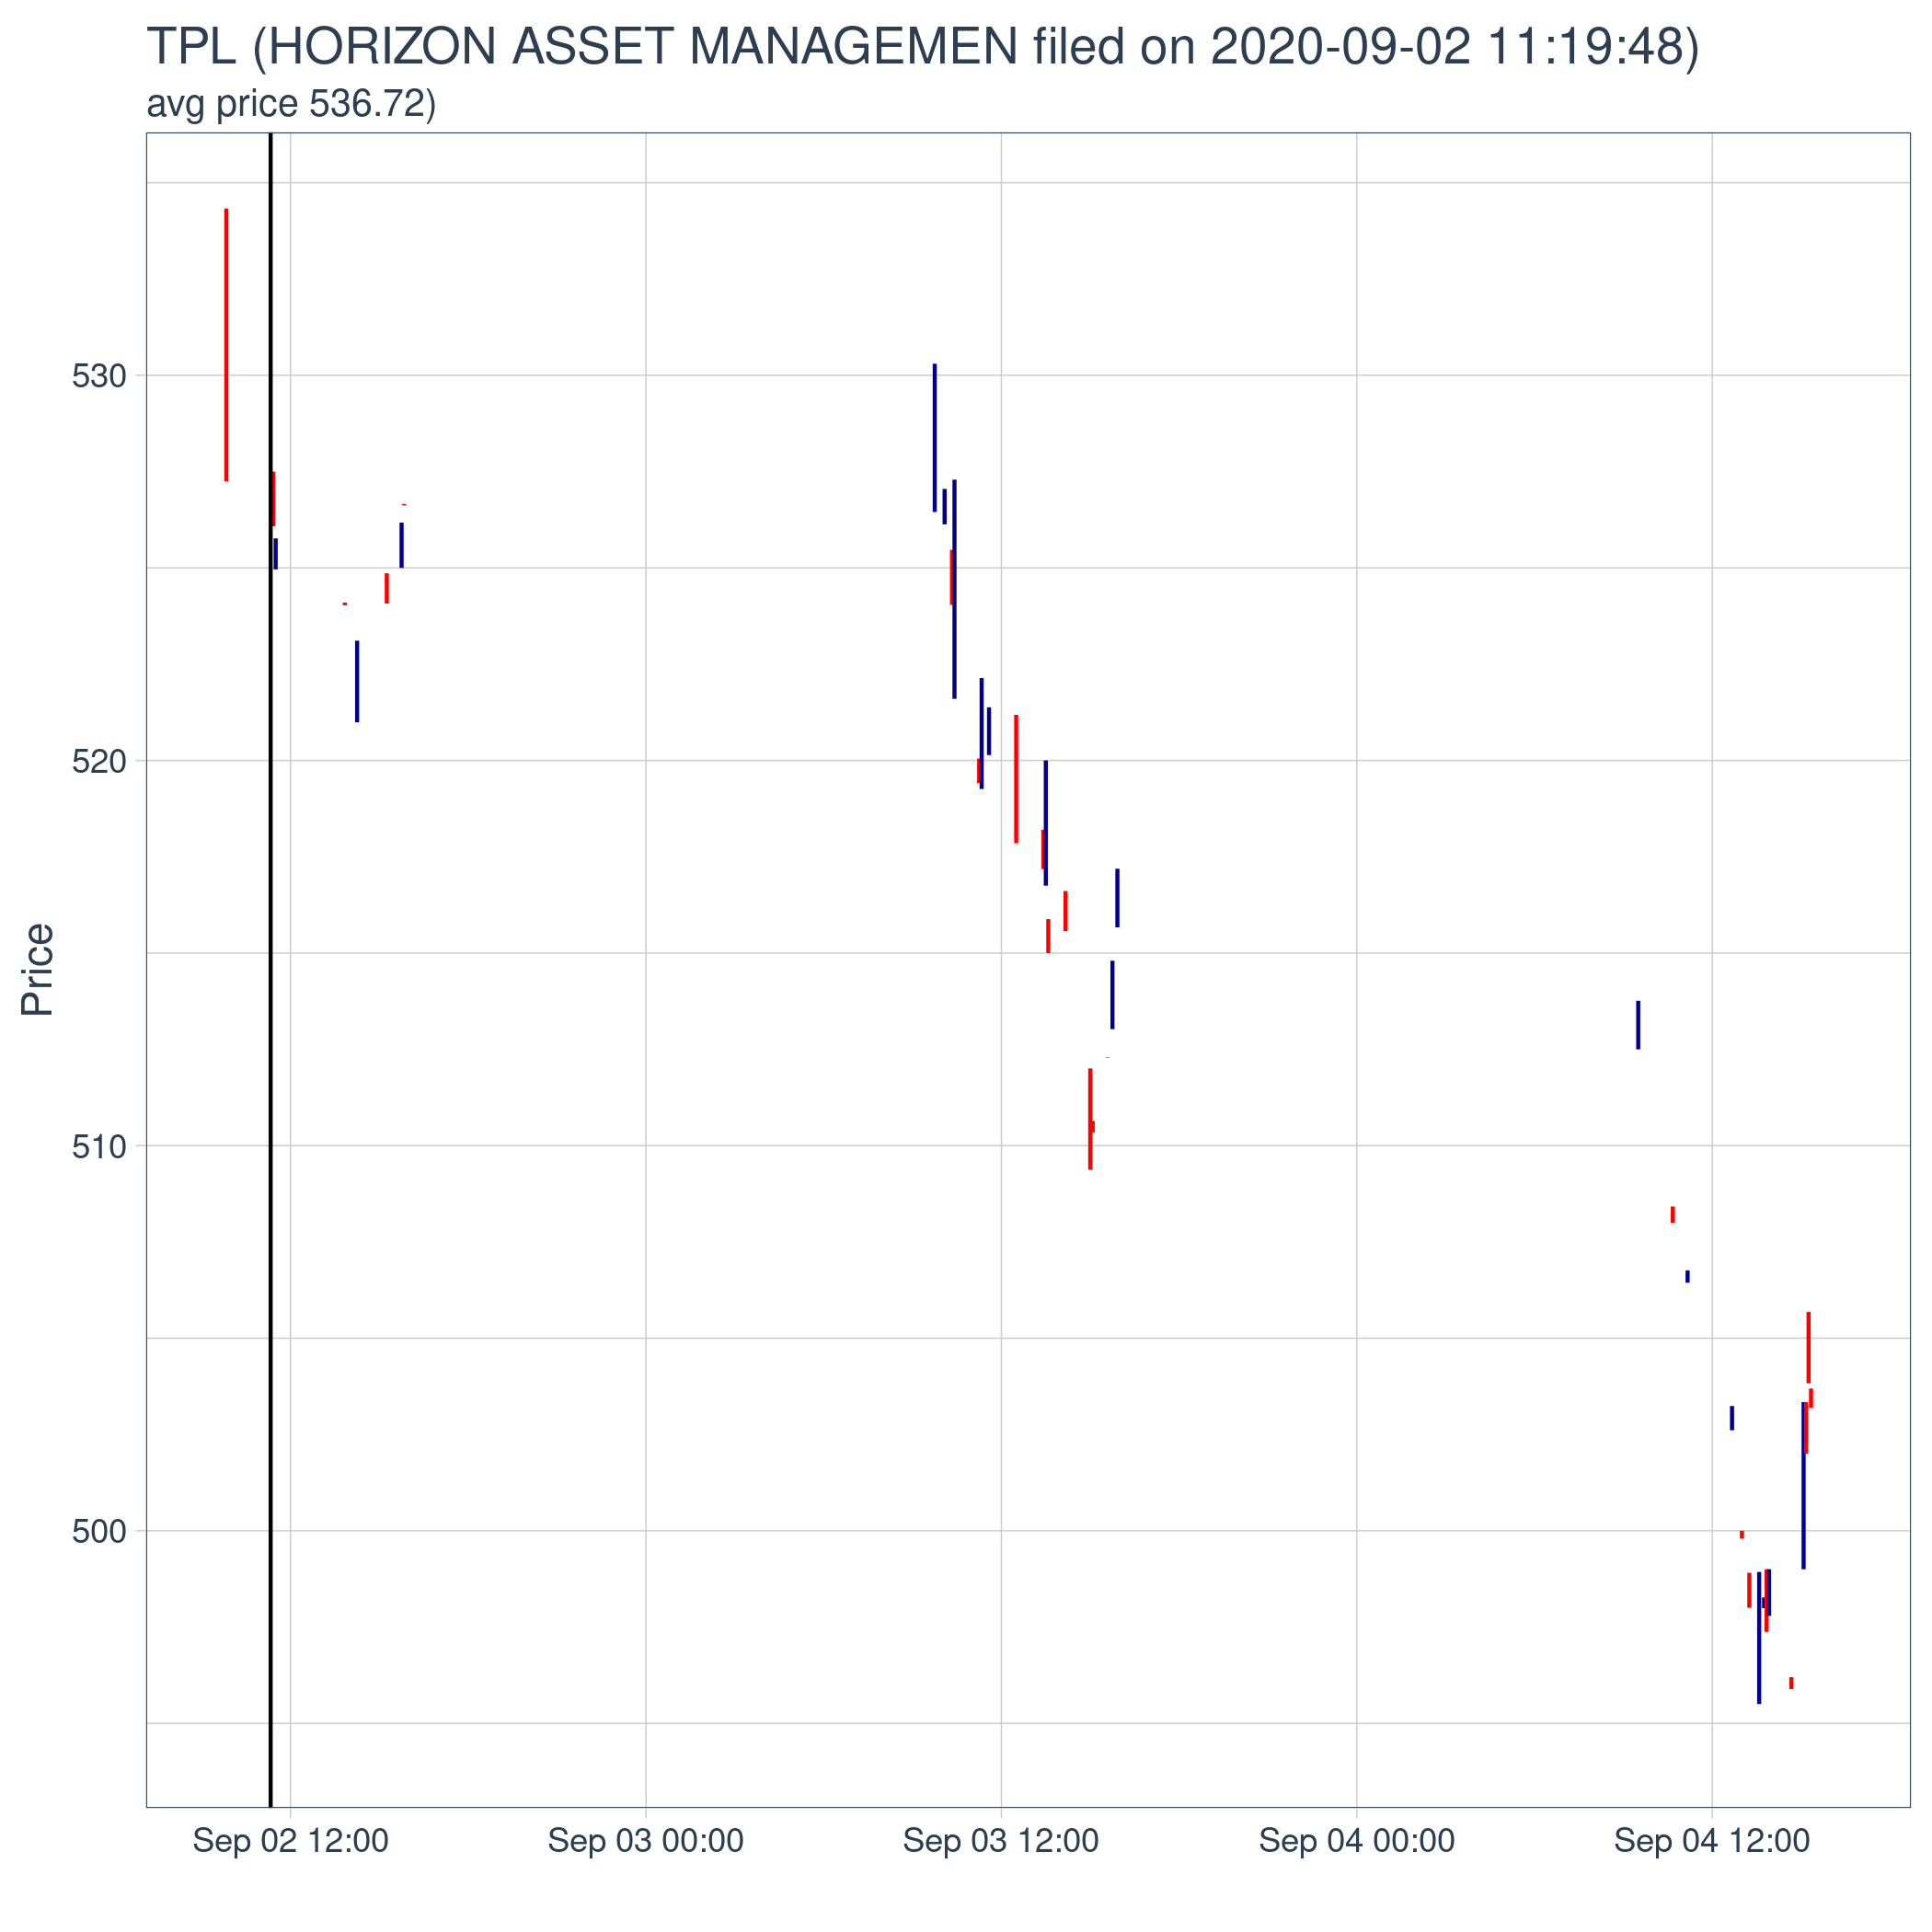 TPL (HORIZON ASSET MANAGEMEN filed on 2020-09-02 11:19:48)
avg price 536.72)
530
520
510
500
Price
Sep 02 12:00
Sep 03 00:00
Sep 03 12:00
Sep 04 00:00
Sep 04 12:00